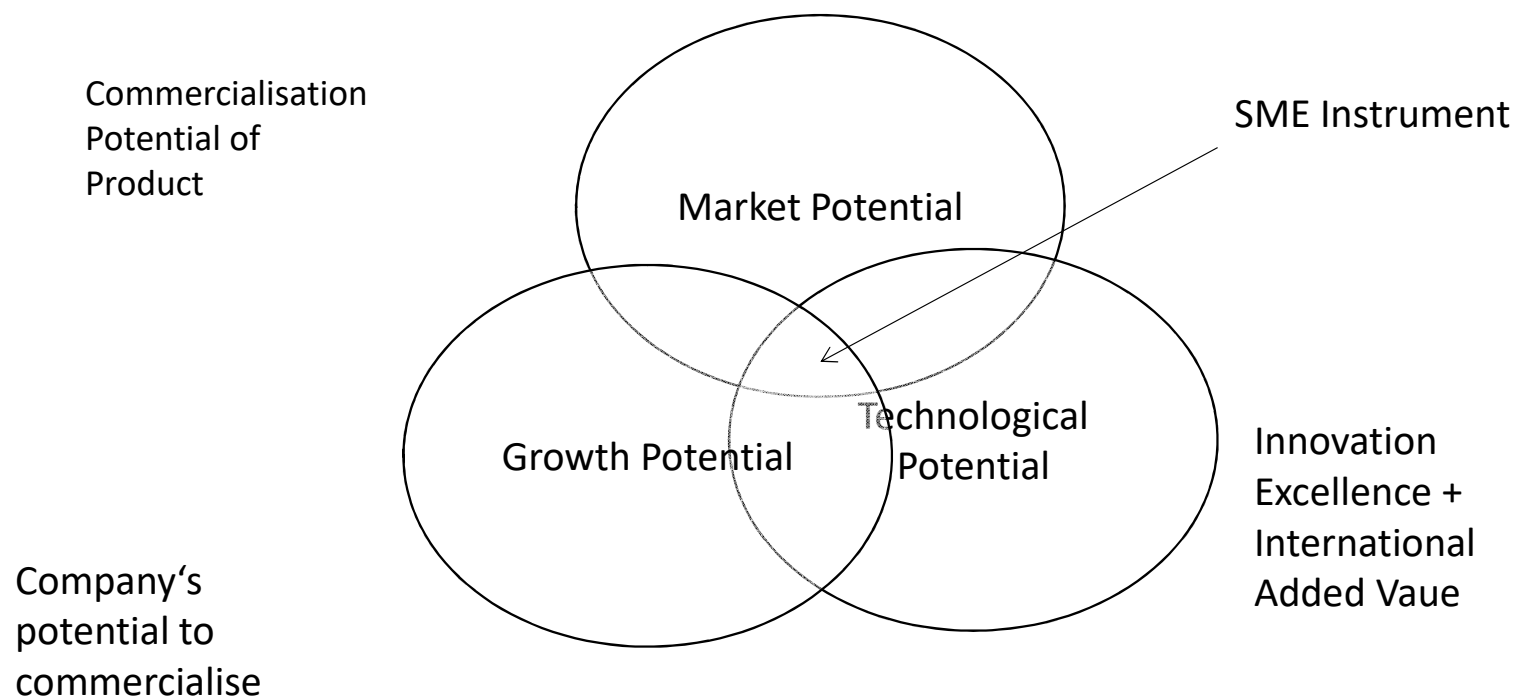 Commercialisation
Potential of
Product
SME Instrument
Market Potential
Growth Potential
Technological
Potential
Innovation
Excellence +
International
Added Vaue
Company‘s
potential to
commercialise